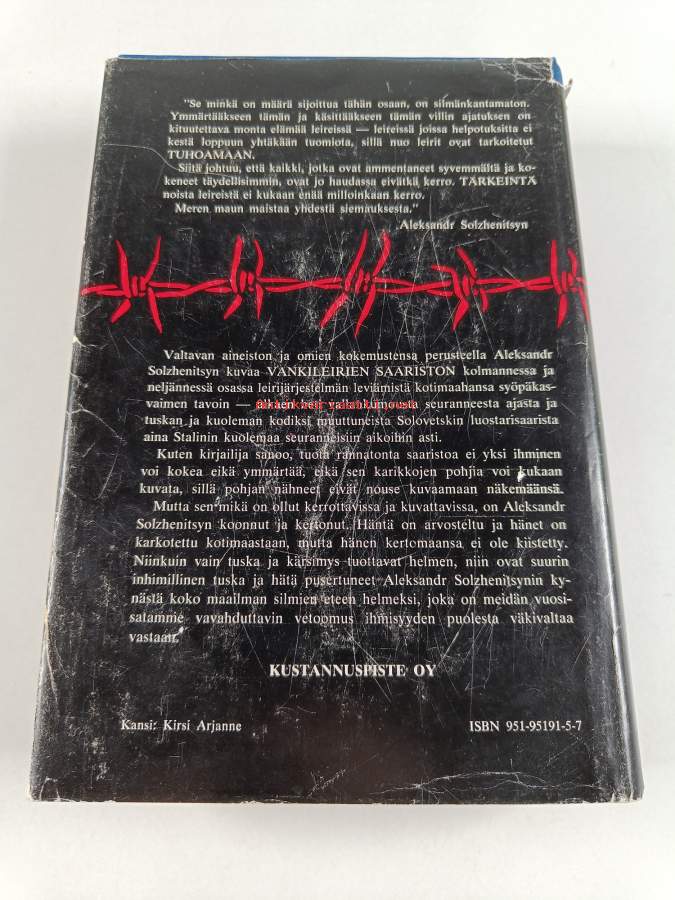 "Se minkä on määrä sijoittua tähän osaan, on silmänkantamaton.
Ymmärtääkseen tämän ja käsittääkseen tämän villin ajatuksen on
kituutettava monta elämää leireissä — leireissä joissa helpotuksitta ei
kestä loppuun yhtäkään tuomiota, sillä nuo leirit ovat tarkoitetut
TUHOAMAAN.
Siitä johtuu, että kaikki, jotka ovat ammentaneet syvemmältä ja ko-
keneet täydellisimmin, ovat jo haudassa eivätkä kerro. TÄRKEINTÄ
noista leireistä ei kukaan enää milloinkaan kerro.
Meren maun maistaa yhdestä siemauksesta."
Aleksandr Solzhenitsyn
Valtavan aineiston ja omien kokemustensa perusteella Aleksandr
Solzhenitsyn kuvaa VANKILEIRIEN SAARISTON kolmannessa ja
neljännessä osassa leirijärjestelmän leviämistä kotimaahansa syöpäkas-
vaimen tavoin — alkaen heti vallankumousta seuranneesta ajasta ja
tuskan ja kuoleman kodiksi muuttuneista Solovetskin luostarisaarista
aina Stalinin kuolemaa seuranneisiin aikoihin asti.
Kuten kirjailija sanoo, tuota rannatonta saaristoa ei yksi ihminen
voi kokea eikä ymmärtää, eikä sen karikkojen pohjia voi kukaan
kuvata, sillä pohjan nähneet eivät nouse kuvaamaan näkemäänsä.
Mutta sen mikä on ollut kerrottavissa ja kuvattavissa, on Aleksandr
Solzhenitsyn koonnut ja kertonut. Häntä on arvosteltu ja hänet on
karkotettu kotimaastaan, mutta hänen kertomaansa ei ole kiistetty.
Niinkuin vain tuska ja kärsimys tuottavat helmen, niin ovat suurin
inhimillinen tuska ja hätä pusertuneet Aleksandr Solzhenitsynin ky-
nästä koko maailman silmien eteen helmeksi, joka on meidän vuosi-
satamme vavahduttavin vetoomus ihmisyyden puolesta väkivaltaa
vastaan.
KUSTANNUSPISTE OY
Kansi: Kirsi Arjanne
ISBN 951-95191-5-7